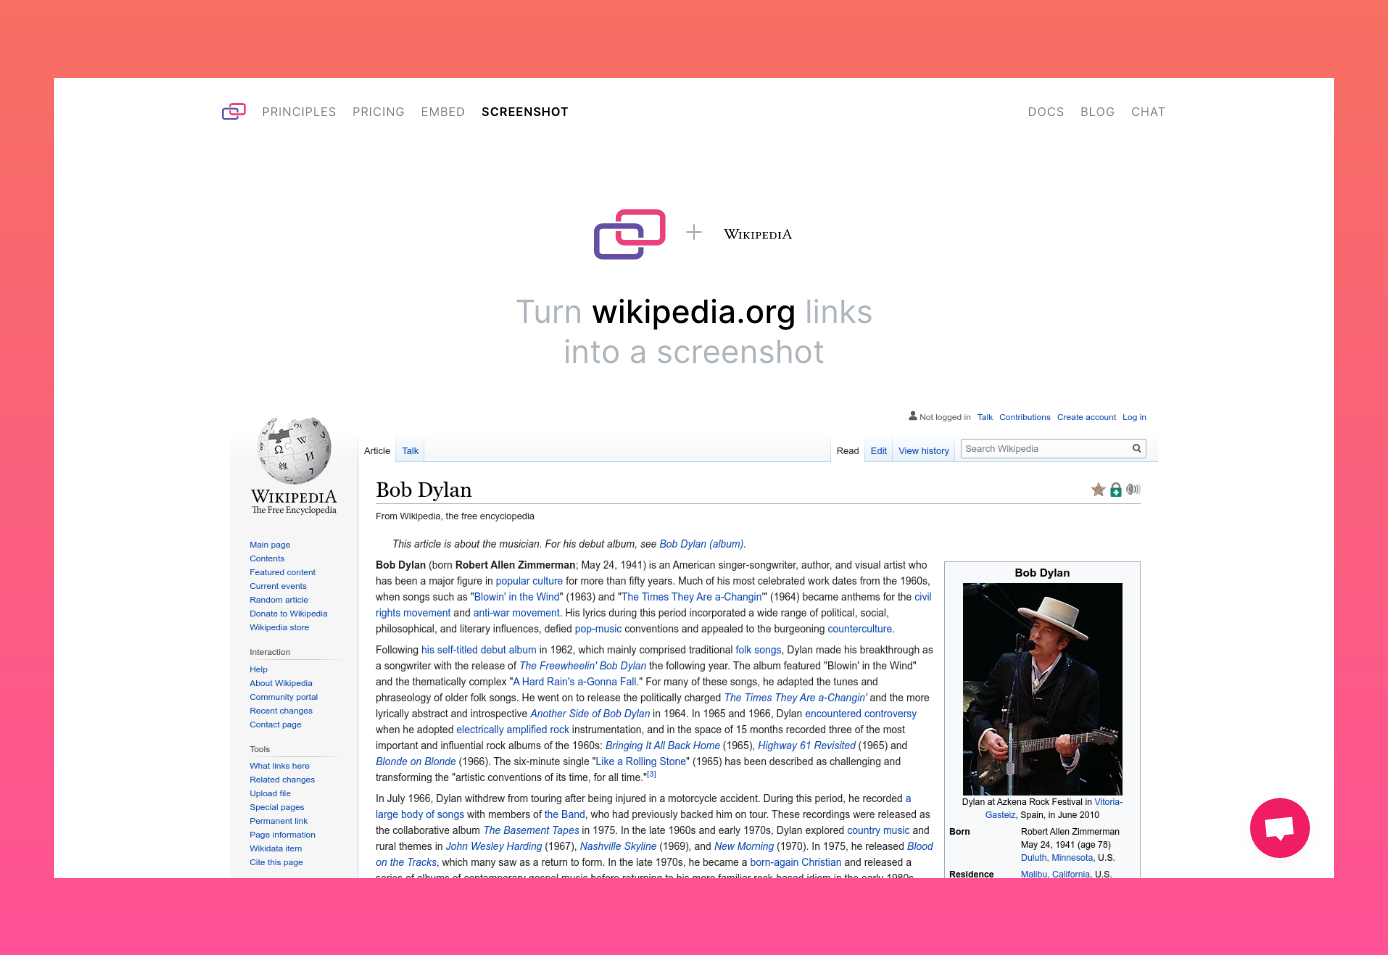 PRINCIPLES PRICING EMBED SCREENSHOT DOCS BLOG CHAT
+ WIKIPEDIA
Turn wikipedia.org links
into a screenshot
Not logged in Talk Contributions Create account Log in
Article Talk Read Edit View history Search Wikipedia
WIKIPEDIA
The Free Encyclopedia
Main page
Contents
Featured content
Current events
Random article
Donate to Wikipedia
Wikipedia store
Interaction
Help
About Wikipedia
Community portal
Recent changes
Contact page
Tools
What links here
Related changes
Upload file
Special pages
Permanent link
Page information
Wikidata item
Cite this page
Bob Dylan
From Wikipedia, the free encyclopedia
This article is about the musician. For his debut album, see Bob Dylan (album).
Bob Dylan (born Robert Allen Zimmerman; May 24, 1941) is an American singer-songwriter, author, and visual artist who
has been a major figure in popular culture for more than fifty years. Much of his most celebrated work dates from the 1960s,
when songs such as "Blowin' in the Wind" (1963) and "The Times They Are a-Changin'" (1964) became anthems for the civil
rights movement and anti-war movement. His lyrics during this period incorporated a wide range of political, social,
philosophical, and literary influences, defied pop-music conventions and appealed to the burgeoning counterculture.
Following his self-titled debut album in 1962, which mainly comprised traditional folk songs, Dylan made his breakthrough as
a songwriter with the release of The Freewheelin' Bob Dylan the following year. The album featured "Blowin' in the Wind"
and the thematically complex "A Hard Rain's a-Gonna Fall." For many of these songs, he adapted the tunes and
phraseology of older folk songs. He went on to release the politically charged The Times They Are a-Changin' and the more
lyrically abstract and introspective Another Side of Bob Dylan in 1964. In 1965 and 1966, Dylan encountered controversy
when he adopted electrically amplified rock instrumentation, and in the space of 15 months recorded three of the most
important and influential rock albums of the 1960s: Bringing It All Back Home (1965), Highway 61 Revisited (1965) and
Blonde on Blonde (1966). The six-minute single "Like a Rolling Stone" (1965) has been described as challenging and
transforming the "artistic conventions of its time, for all time."[3]
In July 1966, Dylan withdrew from touring after being injured in a motorcycle accident. During this period, he recorded a
large body of songs with members of the Band, who had previously backed him on tour. These recordings were released as
the collaborative album The Basement Tapes in 1975. In the late 1960s and early 1970s, Dylan explored country music and
rural themes in John Wesley Harding (1967), Nashville Skyline (1969), and New Morning (1970). In 1975, he released Blood
on the Tracks, which many saw as a return to form. In the late 1970s, he became a born-again Christian and released a
series of albums of contemporary gospel music before returning to his more familiar rock-based idiom in the early 1980s.
Bob Dylan
Dylan at Azkena Rock Festival in Vitoria-
Gasteiz, Spain, in June 2010
Born Robert Allen Zimmerman
May 24, 1941 (age 78)
Duluth, Minnesota, U.S.
Residence Malibu, California, U.S.